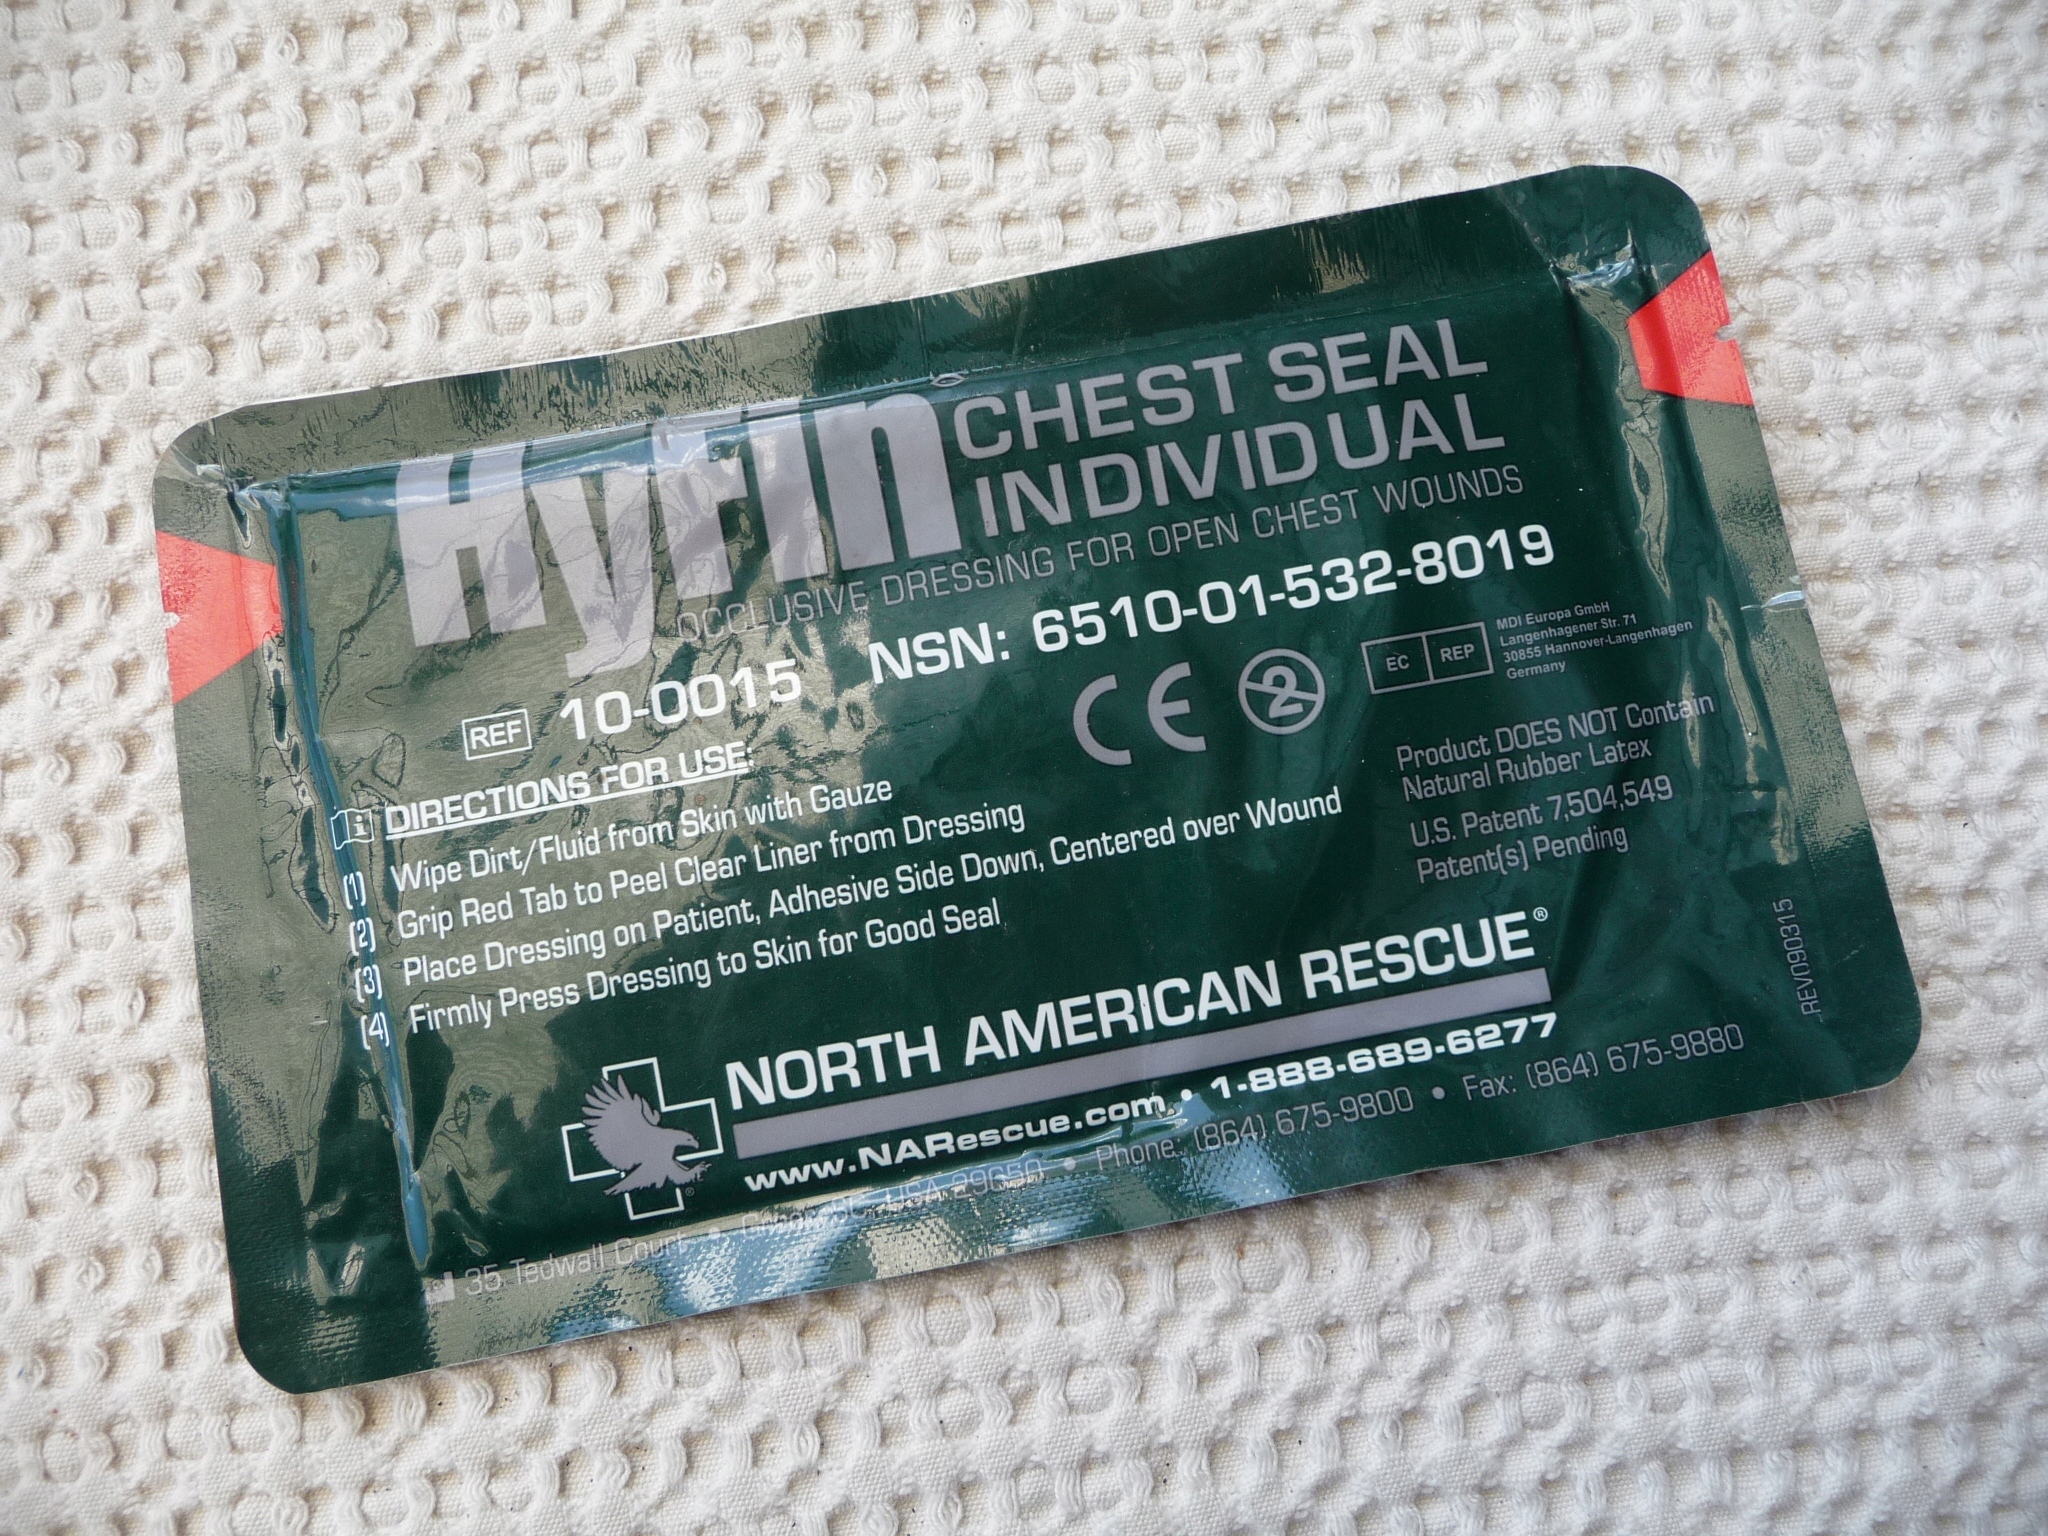 HyFin CHEST SEAL
INDIVIDUAL
OCCLUSIVE DRESSING FOR OPEN CHEST WOUNDS
REF 10-0015 NSN: 6510-01-532-8019
CE 2 EC REP
MDI Europa GmbH
Langenhagener Str. 71
30855 Hannover-Langenhagen
Germany
DIRECTIONS FOR USE:
(1) Wipe Dirt/Fluid from Skin with Gauze
(2) Grip Red Tab to Peel Clear Liner from Dressing
(3) Place Dressing on Patient, Adhesive Side Down, Centered over Wound
(4) Firmly Press Dressing to Skin for Good Seal
Product DOES NOT Contain
Natural Rubber Latex
U.S. Patent 7,504,549
Patent(s) Pending
REV090315
NORTH AMERICAN RESCUE®
www.NARescue.com • 1-888-689-6277
35 Tedwall Court • Greer, SC USA 29650 • Phone: (864) 675-9800 • Fax: (864) 675-9880